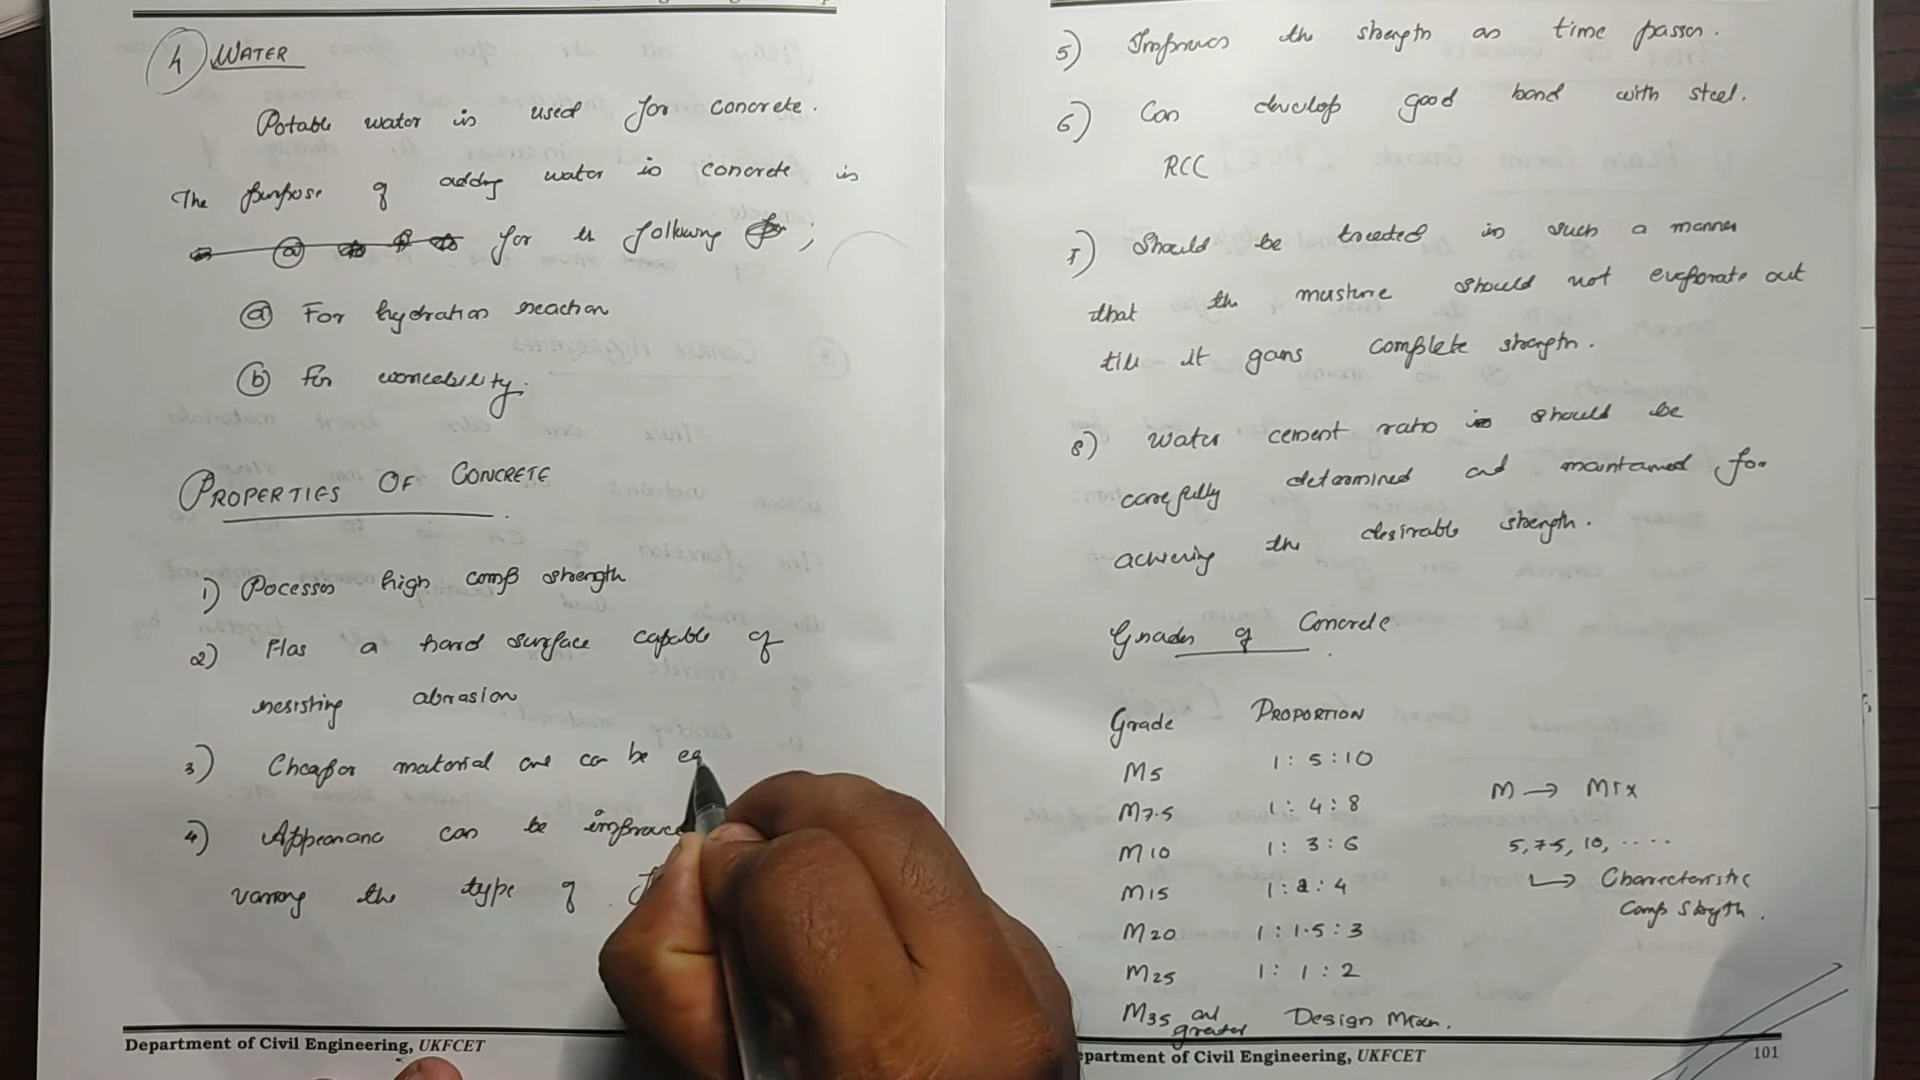 4 WATER
Potable water is used for concrete.
The purpose of adding water in concrete is
for the following ;
(a) For hydration reaction
(b) For workability.
PROPERTIES OF CONCRETE
1) Pocesses high comp strength
2) Has a hard surface capable of
resisting abrasion
3) Cheaper material and can be
4) Appearance can be
varying the type of
Department of Civil Engineering, UKFCET
5) Improves the strength as time passes.
6) Can develop good bond with steel.
RCC
7) Should be treated in such a manner
that the moisture should not evaporate out
till it gains complete strength.
8) Water cement ratio should be
carefully determined and maintained for
achieving the desirable strength.
Grades of Concrete
Grade PROPORTION
M5 1 : 5 : 10
M7.5 1 : 4 : 8
M10 1 : 3 : 6
M15 1 : 2 : 4
M20 1 : 1.5 : 3
M25 1 : 1 : 2
M35 and greater Design Mixes.
M → Mix
5, 7.5, 10, ....
↳ Characteristic
Comp Strength.
partment of Civil Engineering, UKFCET 101